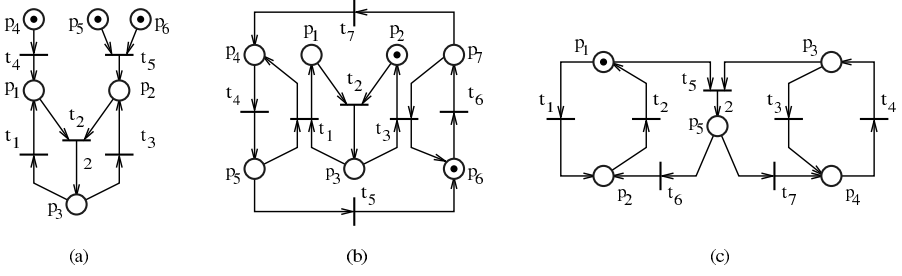 p4 p5 p6
t4 t5
p1 p2
t2
t1 t3
2
p3
(a)
t7
p4 p1 p2 p7
t2
t4 t6
t1 t3
p5 p3 p6
t5
(b)
p1 p3
t5
t1 t2 2 t3 t4
p5
p2 t6 t7 p4
(c)